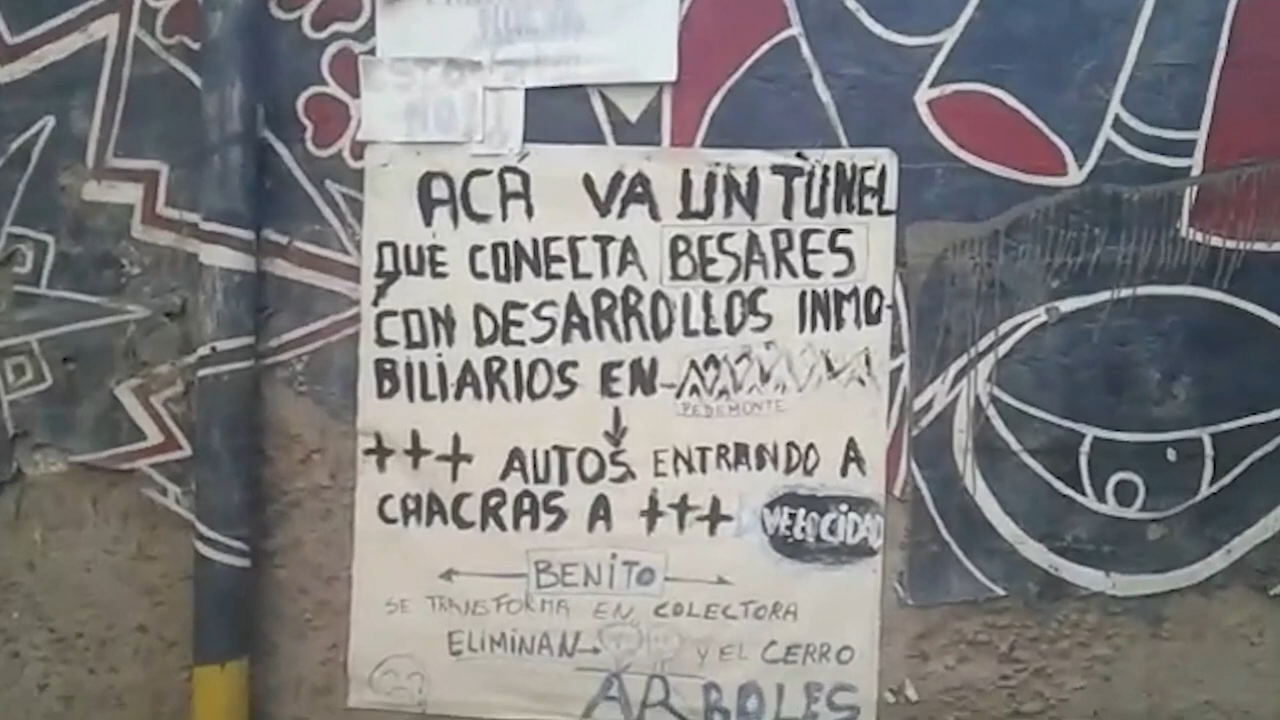 ACÁ VA UN TÚNEL
QUE CONECTA BESARES
CON DESARROLLOS INMO-
BILIARIOS EN
PEDEMONTE
+++ AUTOS ENTRANDO A
CHACRAS A +++ VELOCIDAD
BENITO
SE TRANSFORMA EN COLECTORA
ELIMINAN Y EL CERRO
ÁRBOLES